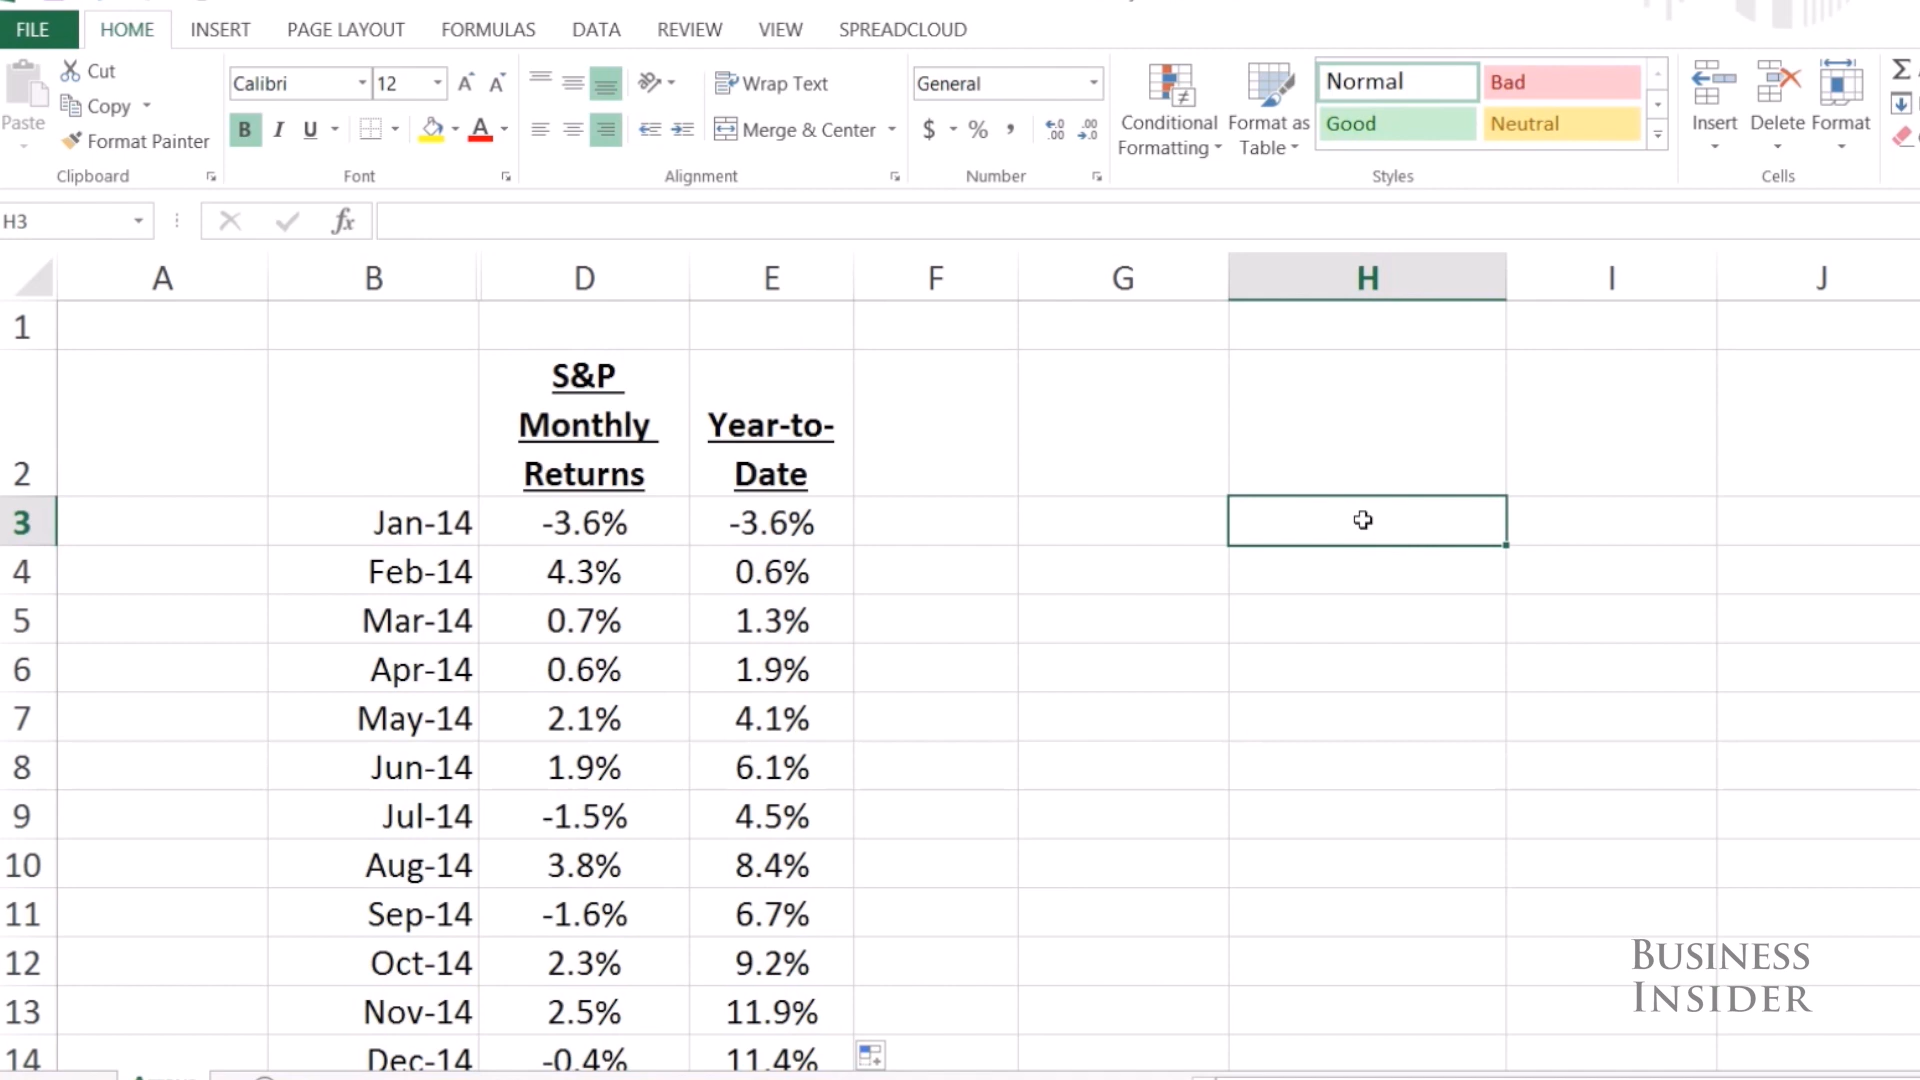 FILE HOME INSERT PAGE LAYOUT FORMULAS DATA REVIEW VIEW SPREADCLOUD
Paste
Cut
Copy
Format Painter
Clipboard
Calibri 12
B I U A
Font
Wrap Text
Merge & Center
Alignment
General
$ % ,
Number
Conditional Formatting
Format as Table
Normal Bad
Good Neutral
Styles
Insert Delete Format
Cells
H3 fx
A B D E F G H I J
1
2 S&P Monthly Returns Year-to-Date
3 Jan-14 -3.6% -3.6%
4 Feb-14 4.3% 0.6%
5 Mar-14 0.7% 1.3%
6 Apr-14 0.6% 1.9%
7 May-14 2.1% 4.1%
8 Jun-14 1.9% 6.1%
9 Jul-14 -1.5% 4.5%
10 Aug-14 3.8% 8.4%
11 Sep-14 -1.6% 6.7%
12 Oct-14 2.3% 9.2%
13 Nov-14 2.5% 11.9%
14 Dec-14 -0.4% 11.4%
BUSINESS
INSIDER